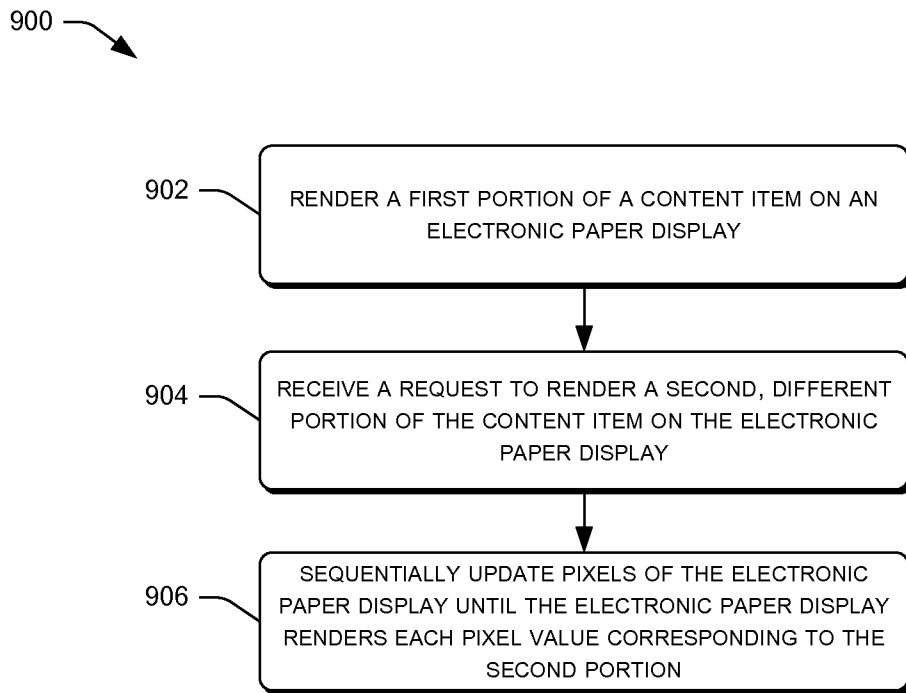 900
902
RENDER A FIRST PORTION OF A CONTENT ITEM ON AN
ELECTRONIC PAPER DISPLAY
904
RECEIVE A REQUEST TO RENDER A SECOND, DIFFERENT
PORTION OF THE CONTENT ITEM ON THE ELECTRONIC
PAPER DISPLAY
906
SEQUENTIALLY UPDATE PIXELS OF THE ELECTRONIC
PAPER DISPLAY UNTIL THE ELECTRONIC PAPER DISPLAY
RENDERS EACH PIXEL VALUE CORRESPONDING TO THE
SECOND PORTION